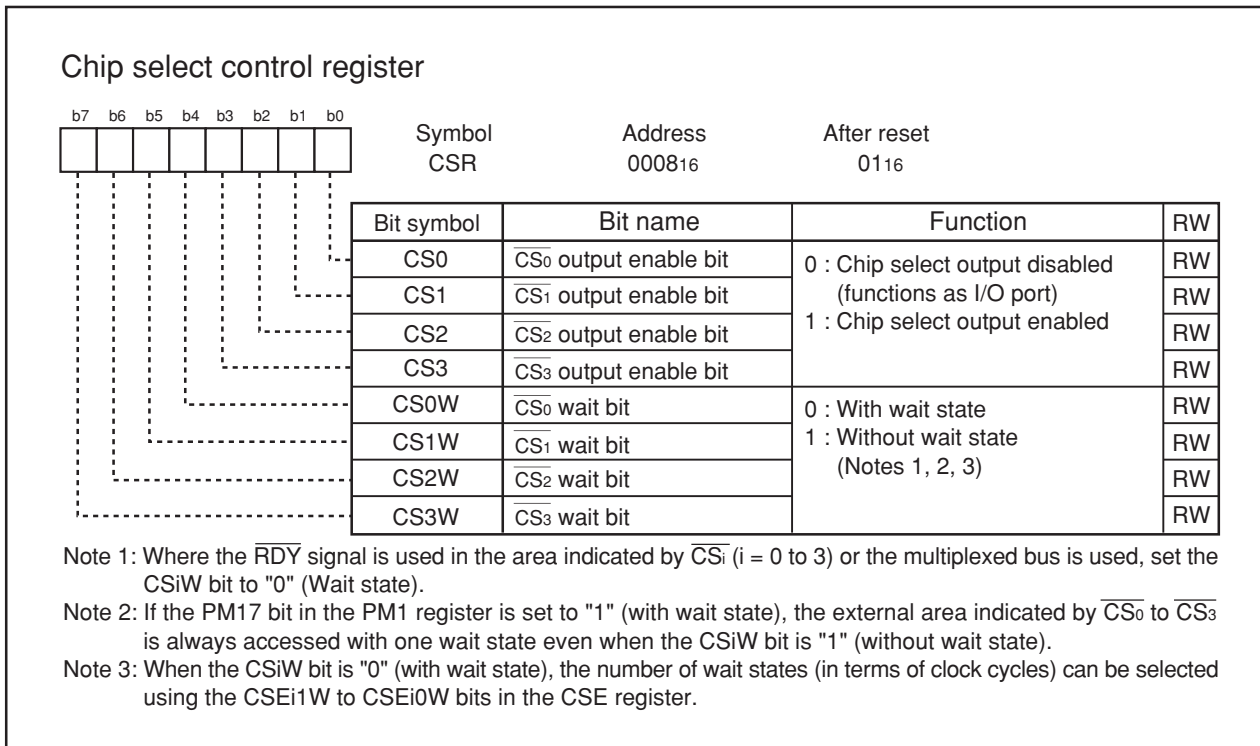 Chip select control register
b7 b6 b5 b4 b3 b2 b1 b0
Symbol Address After reset
CSR 000816 0116
Bit symbol Bit name Function RW
CS0 CS0 output enable bit 0 : Chip select output disabled RW
CS1 CS1 output enable bit (functions as I/O port) RW
CS2 CS2 output enable bit 1 : Chip select output enabled RW
CS3 CS3 output enable bit RW
CS0W CS0 wait bit 0 : With wait state RW
CS1W CS1 wait bit 1 : Without wait state RW
CS2W CS2 wait bit (Notes 1, 2, 3) RW
CS3W CS3 wait bit RW
Note 1: Where the RDY signal is used in the area indicated by CSi (i = 0 to 3) or the multiplexed bus is used, set the
CSiW bit to "0" (Wait state).
Note 2: If the PM17 bit in the PM1 register is set to "1" (with wait state), the external area indicated by CS0 to CS3
is always accessed with one wait state even when the CSiW bit is "1" (without wait state).
Note 3: When the CSiW bit is "0" (with wait state), the number of wait states (in terms of clock cycles) can be selected
using the CSEi1W to CSEi0W bits in the CSE register.